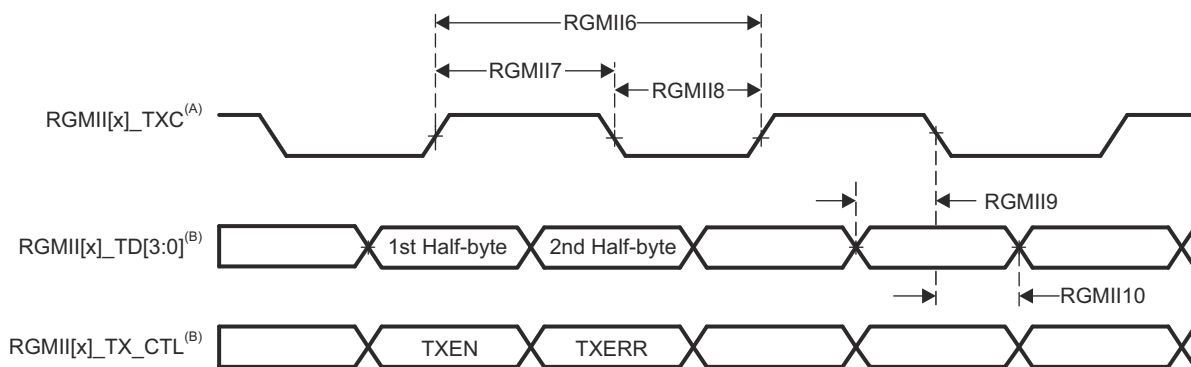 RGMII6
RGMII7
RGMII8
RGMII[x]_TXC(A)
RGMII9
RGMII[x]_TD[3:0](B)
1st Half-byte
2nd Half-byte
RGMII10
RGMII[x]_TX_CTL(B)
TXEN
TXERR